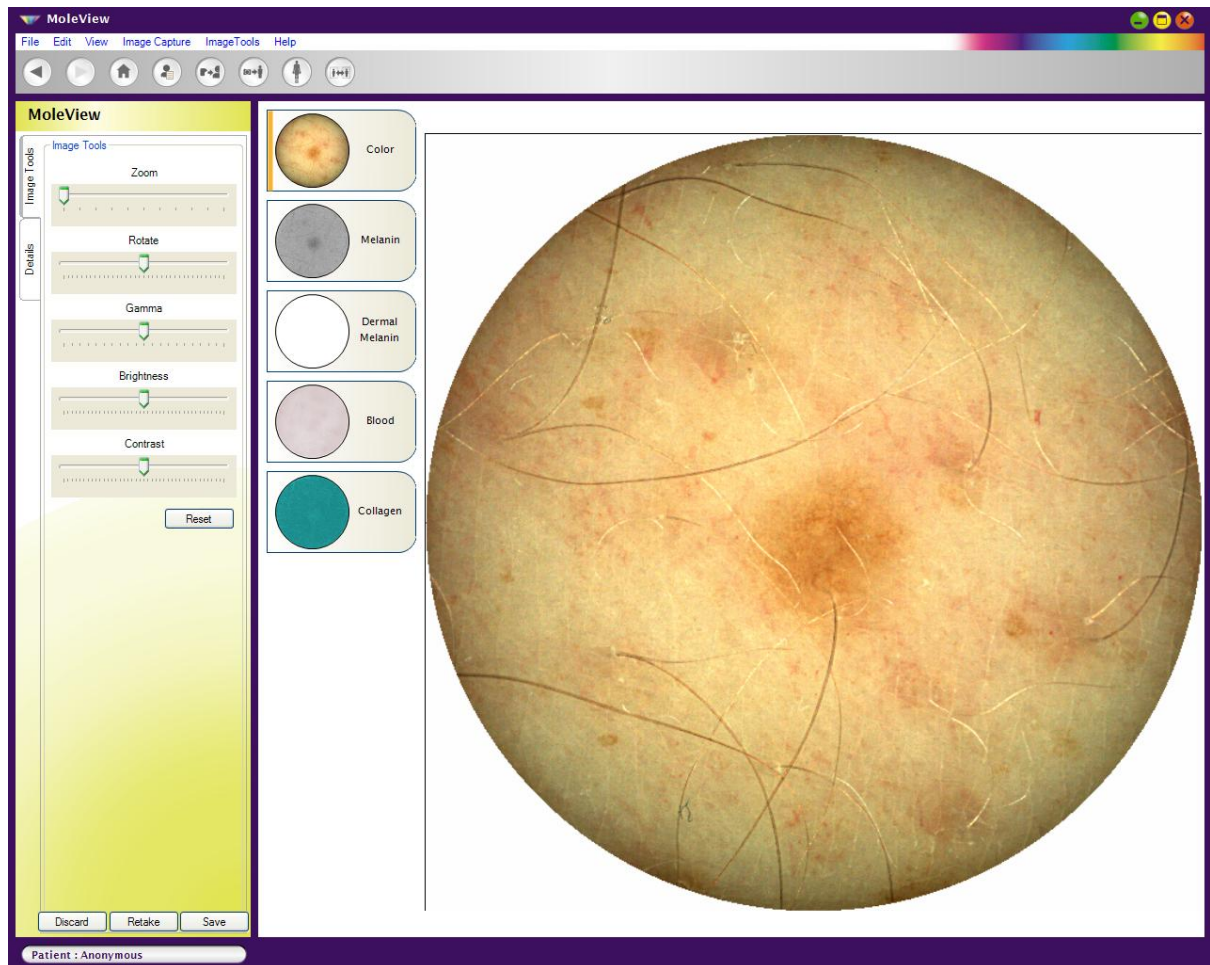 MoleView
File Edit View Image Capture ImageTools Help
MoleView
Image Tools
Details
Image Tools
Zoom
Rotate
Gamma
Brightness
Contrast
Reset
Discard Retake Save
Color
Melanin
Dermal
Melanin
Blood
Collagen
Patient : Anonymous